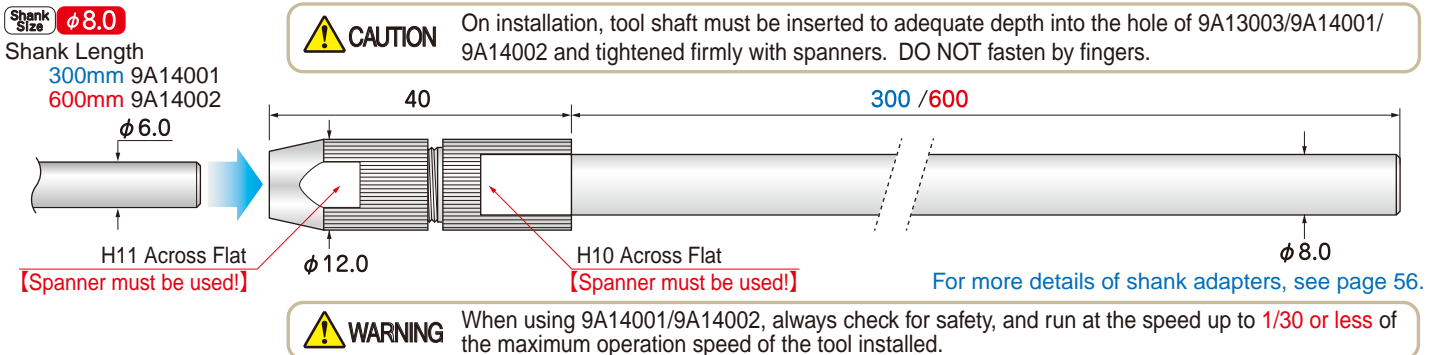 Shank Size φ8.0
Shank Length
300mm 9A14001
600mm 9A14002
CAUTION
On installation, tool shaft must be inserted to adequate depth into the hole of 9A13003/9A14001/
9A14002 and tightened firmly with spanners.  DO NOT fasten by fingers.
40
300 /600
φ6.0
H11 Across Flat
【Spanner must be used!】
φ12.0
H10 Across Flat
【Spanner must be used!】
φ8.0
For more details of shank adapters, see page 56.
WARNING
When using 9A14001/9A14002, always check for safety, and run at the speed up to 1/30 or less of
the maximum operation speed of the tool installed.